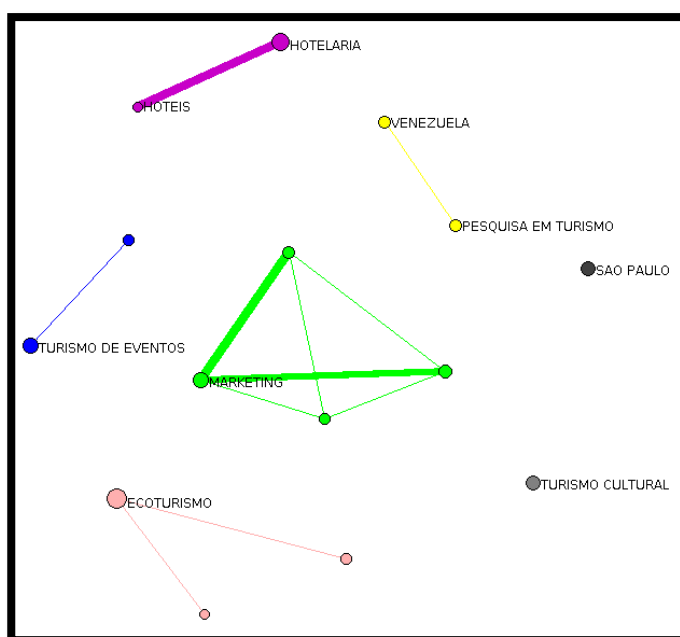 HOTELARIA
HOTEIS
VENEZUELA
PESQUISA EM TURISMO
SAO PAULO
TURISMO DE EVENTOS
MARKETING
TURISMO CULTURAL
ECOTURISMO